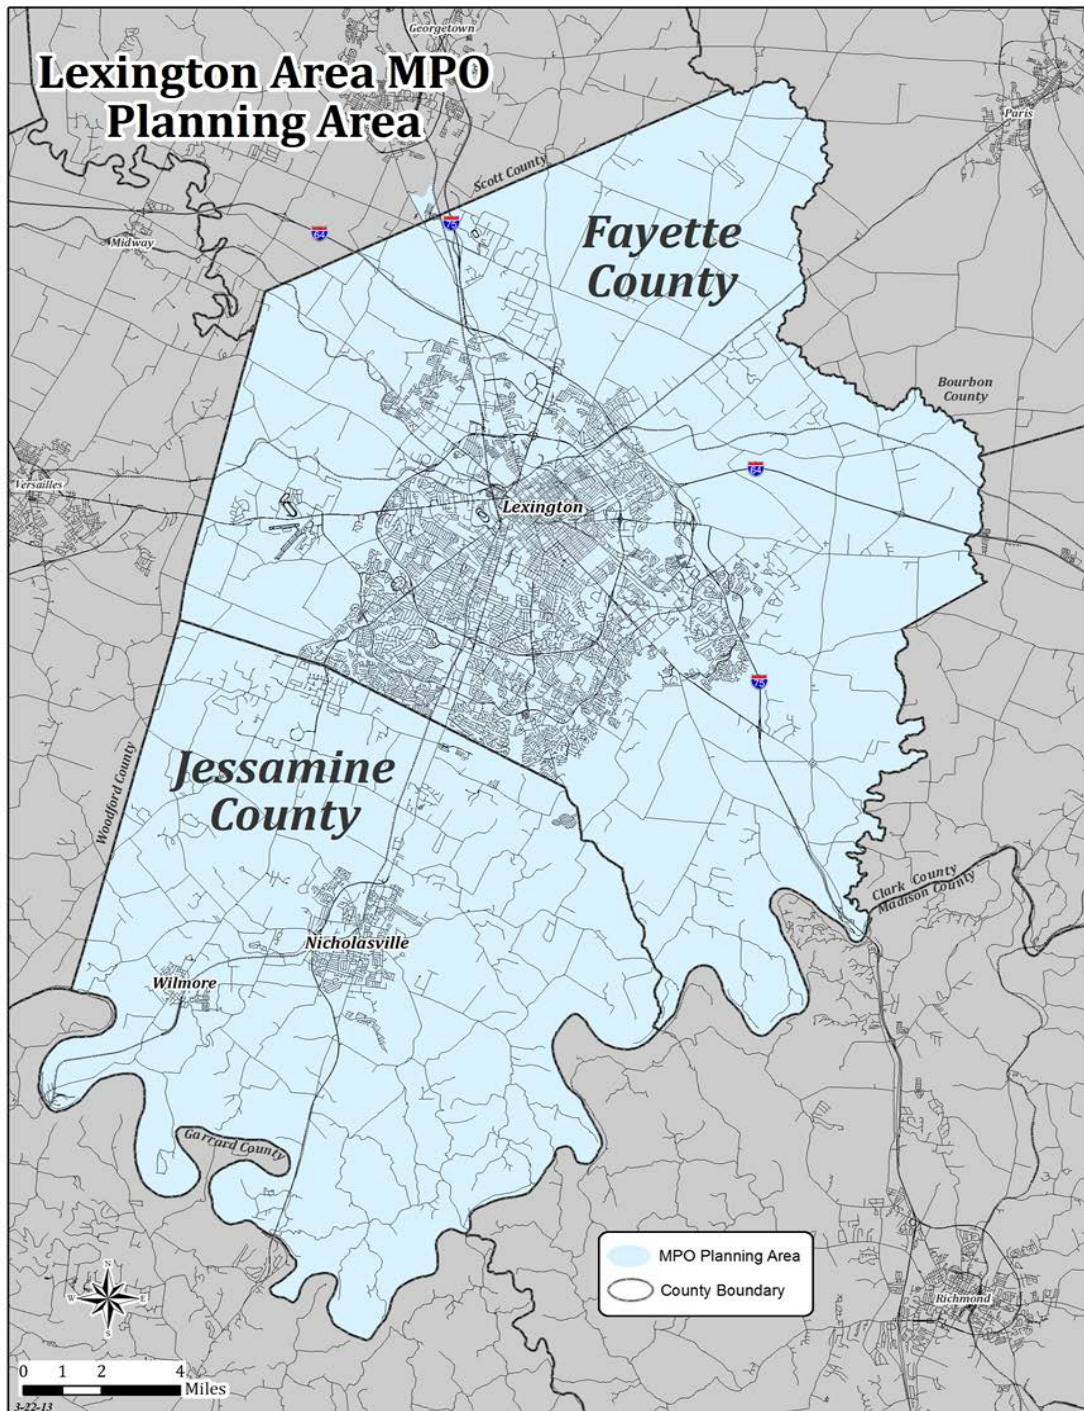 Georgetown
Lexington Area MPO
Planning Area
Paris
Scott County
75
64
Midway
Fayette
County
Bourbon
County
64
Versailles
Lexington
75
Jessamine
County
Woodford County
Clark County
Madison County
Nicholasville
Wilmore
Garrard County
MPO Planning Area
County Boundary
N
W E
S
Richmond
0 1 2 4
Miles
3-22-13